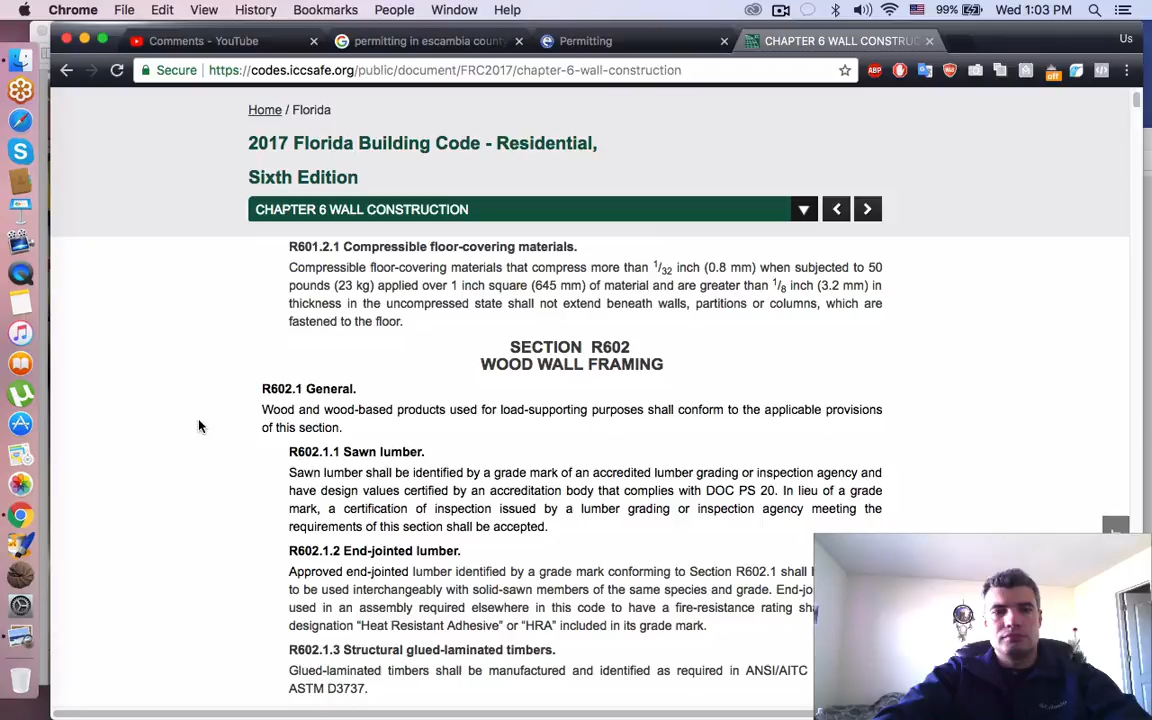 Chrome File Edit View History Bookmarks People Window Help 99% Wed 1:03 PM
Comments - YouTube
permitting in escambia county
Permitting
CHAPTER 6 WALL CONSTRUC
Us
Secure https://codes.iccsafe.org/public/document/FRC2017/chapter-6-wall-construction
ABP
off
Home / Florida
2017 Florida Building Code - Residential,
Sixth Edition
CHAPTER 6 WALL CONSTRUCTION
R601.2.1 Compressible floor-covering materials.
Compressible floor-covering materials that compress more than 1/32 inch (0.8 mm) when subjected to 50
pounds (23 kg) applied over 1 inch square (645 mm) of material and are greater than 1/8 inch (3.2 mm) in
thickness in the uncompressed state shall not extend beneath walls, partitions or columns, which are
fastened to the floor.
SECTION R602
WOOD WALL FRAMING
R602.1 General.
Wood and wood-based products used for load-supporting purposes shall conform to the applicable provisions
of this section.
R602.1.1 Sawn lumber.
Sawn lumber shall be identified by a grade mark of an accredited lumber grading or inspection agency and
have design values certified by an accreditation body that complies with DOC PS 20. In lieu of a grade
mark, a certification of inspection issued by a lumber grading or inspection agency meeting the
requirements of this section shall be accepted.
R602.1.2 End-jointed lumber.
Approved end-jointed lumber identified by a grade mark conforming to Section R602.1 shall
to be used interchangeably with solid-sawn members of the same species and grade.
used in an assembly required elsewhere in this code to have a fire-resistance rating
designation “Heat Resistant Adhesive” or “HRA” included in its grade mark.
R602.1.3 Structural glued-laminated timbers.
Glued-laminated timbers shall be manufactured and identified as required in ANSI/AITC
ASTM D3737.